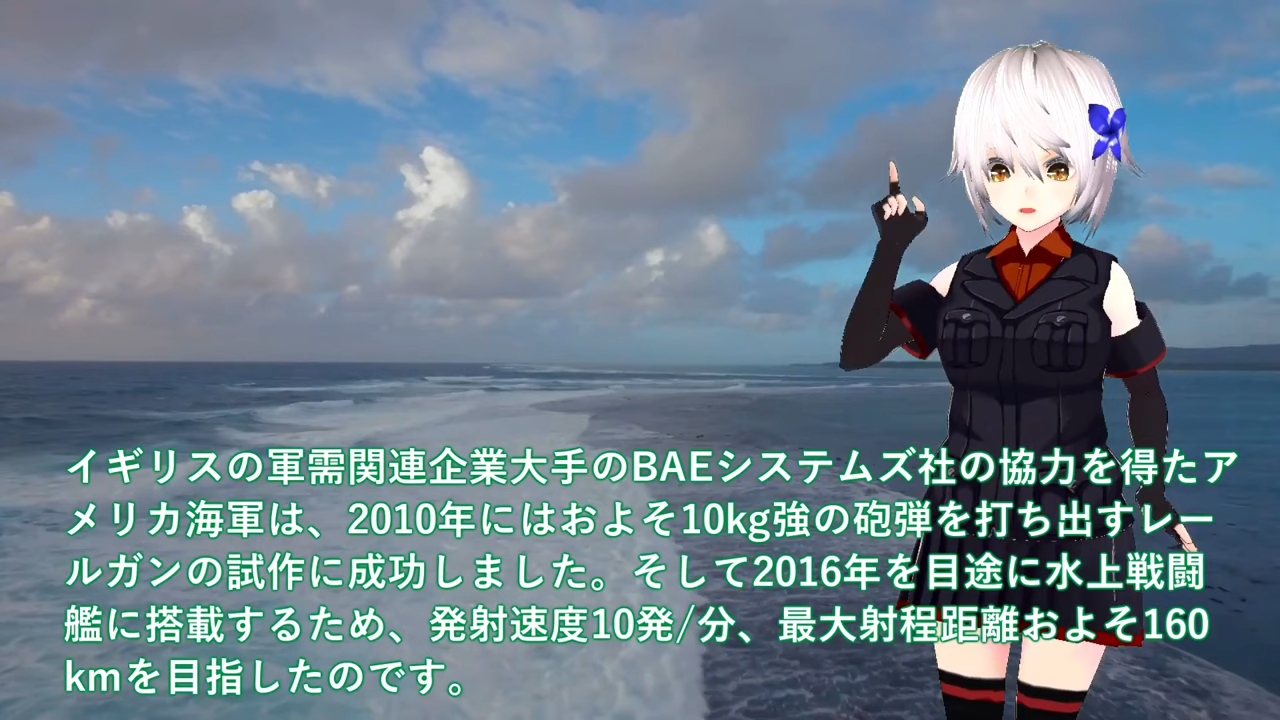 イギリスの軍需関連企業大手のBAEシステムズ社の協力を得たア
メリカ海軍は、2010年にはおよそ10kg強の砲弾を打ち出すレー
ルガンの試作に成功しました。そして2016年を目途に水上戦闘
艦に搭載するため、発射速度10発/分、最大射程距離およそ160
kmを目指したのです。